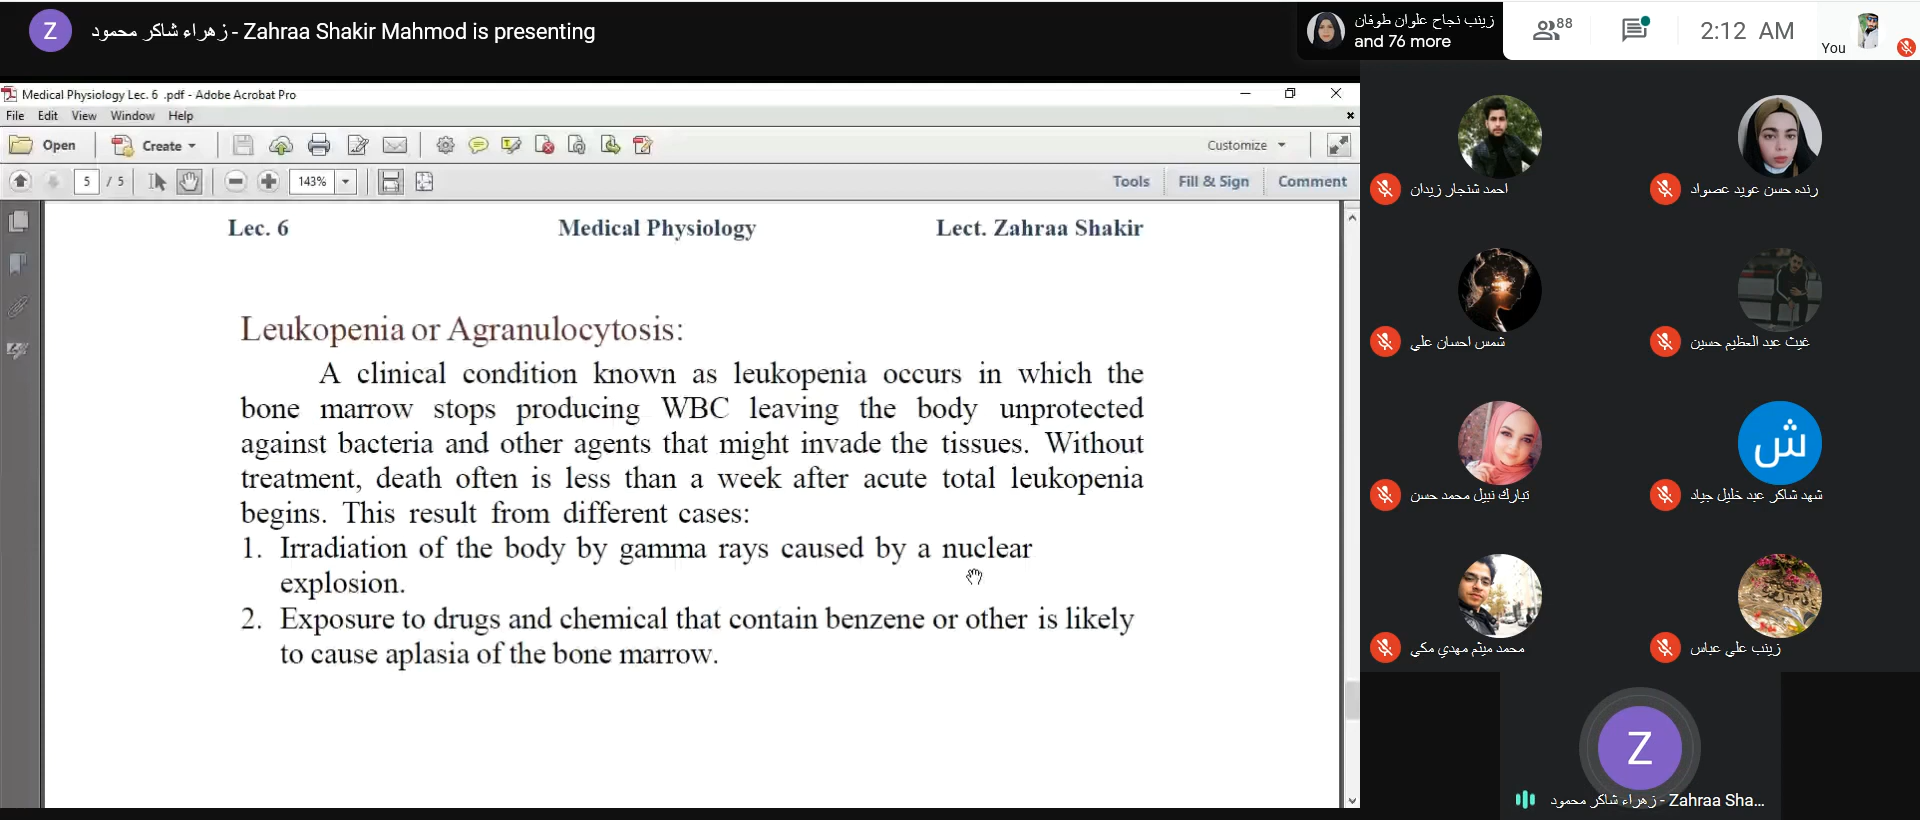 Z
زهراء شاكر محمود - Zahraa Shakir Mahmod is presenting
زينب نجاح علوان طوفان
and 76 more
88
2:12 AM
You
Medical Physiology Lec. 6 .pdf - Adobe Acrobat Pro
File Edit View Window Help
Open
Create
Customize
5 / 5
143%
Tools
Fill & Sign
Comment
Lec. 6
Medical Physiology
Lect. Zahraa Shakir
Leukopenia or Agranulocytosis:
A clinical condition known as leukopenia occurs in which the
bone marrow stops producing WBC leaving the body unprotected
against bacteria and other agents that might invade the tissues. Without
treatment, death often is less than a week after acute total leukopenia
begins. This result from different cases:
1. Irradiation of the body by gamma rays caused by a nuclear
explosion.
2. Exposure to drugs and chemical that contain benzene or other is likely
to cause aplasia of the bone marrow.
احمد شنجار زيدان
رنده حسن عويد عصواد
شمس احسان علي
غيث عبد العظيم حسين
تبارك نبيل محمد حسن
ش
شهد شاكر عبد خليل جياد
محمد ميثم مهدي مكي
زينب علي عباس
Z
زهراء شاكر محمود - Zahraa Sha...